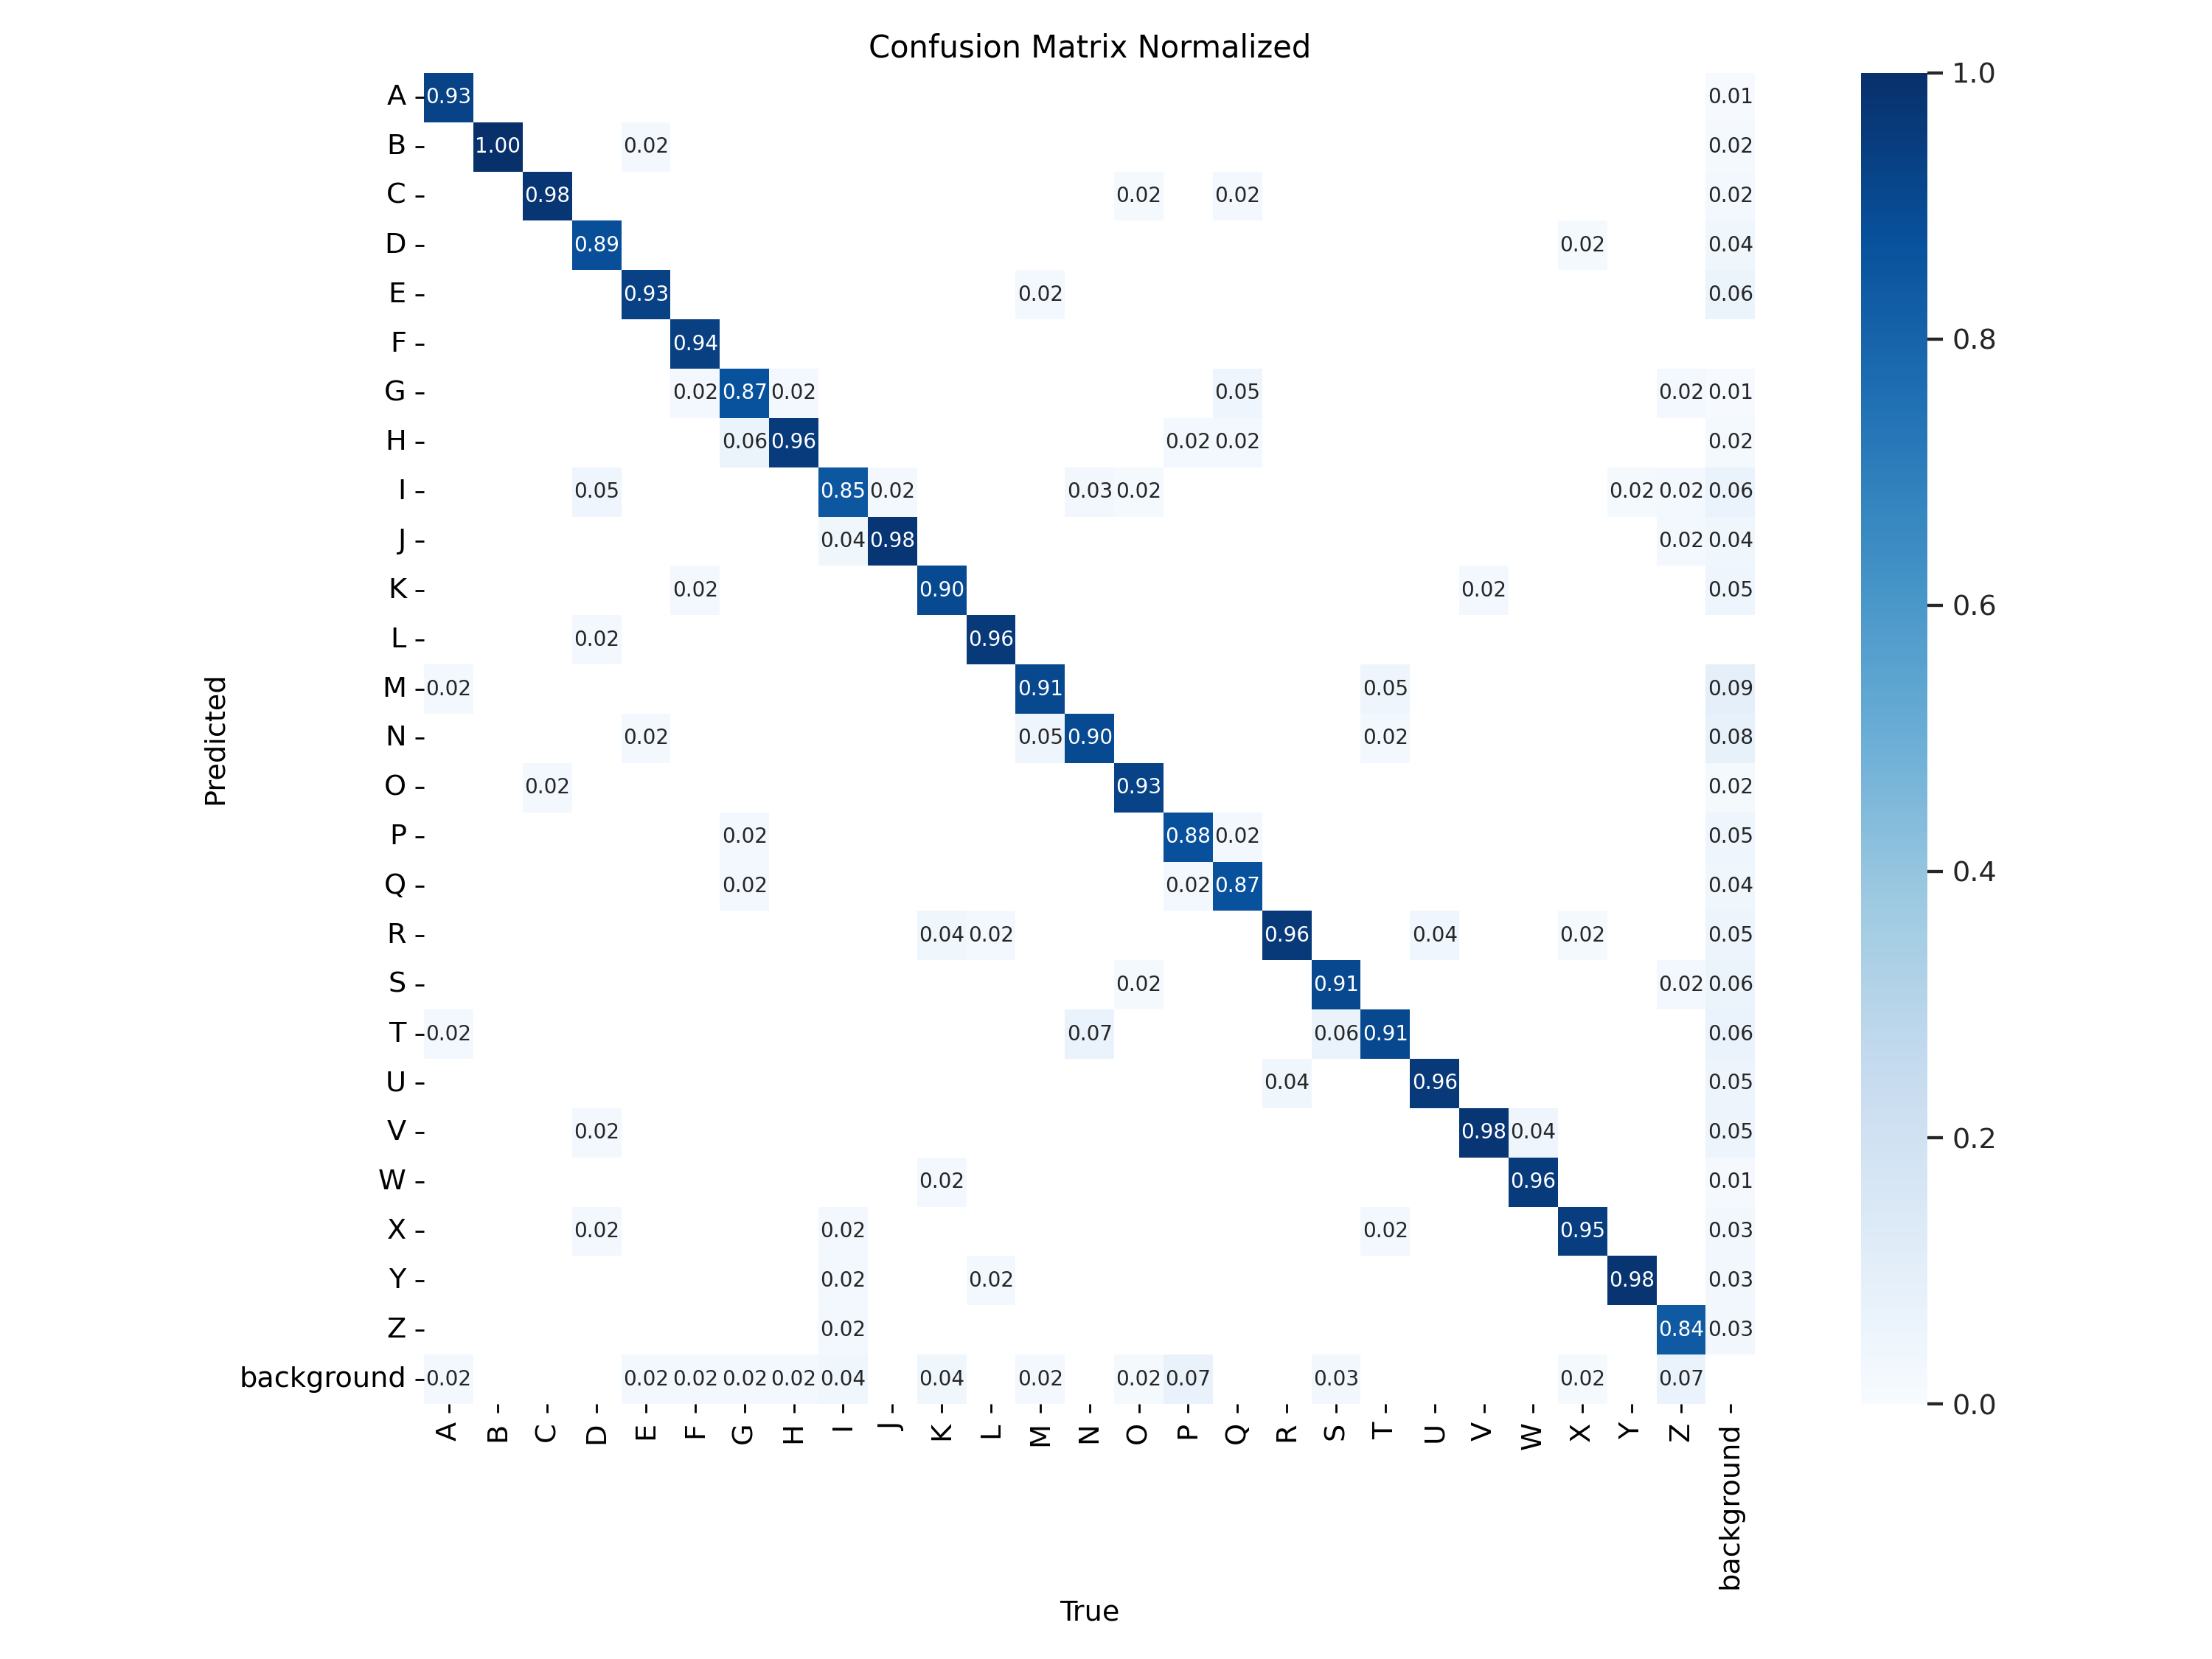 Confusion Matrix Normalized
A 0.93 0.01
B 1.00 0.02 0.02
C 0.98 0.02 0.02 0.02
D 0.89 0.02 0.04
E 0.93 0.02 0.06
F 0.94
G 0.02 0.87 0.02 0.05 0.02 0.01
H 0.06 0.96 0.02 0.02 0.02
I 0.05 0.85 0.02 0.03 0.02 0.02 0.02 0.06
J 0.04 0.98 0.02 0.04
K 0.02 0.90 0.02 0.05
L 0.02 0.96
M 0.02 0.91 0.05 0.09
N 0.02 0.05 0.90 0.02 0.08
O 0.02 0.93 0.02
P 0.02 0.88 0.02 0.05
Q 0.02 0.02 0.87 0.04
R 0.04 0.02 0.96 0.04 0.02 0.05
S 0.02 0.91 0.02 0.06
T 0.02 0.07 0.06 0.91 0.06
U 0.04 0.96 0.05
V 0.02 0.98 0.04 0.05
W 0.02 0.96 0.01
X 0.02 0.02 0.02 0.95 0.03
Y 0.02 0.02 0.98 0.03
Z 0.02 0.84 0.03
background 0.02 0.02 0.02 0.02 0.02 0.04 0.04 0.02 0.02 0.07 0.03 0.02 0.07
A B C D E F G H I J K L M N O P Q R S T U V W X Y Z background
True
Predicted
1.0
0.8
0.6
0.4
0.2
0.0